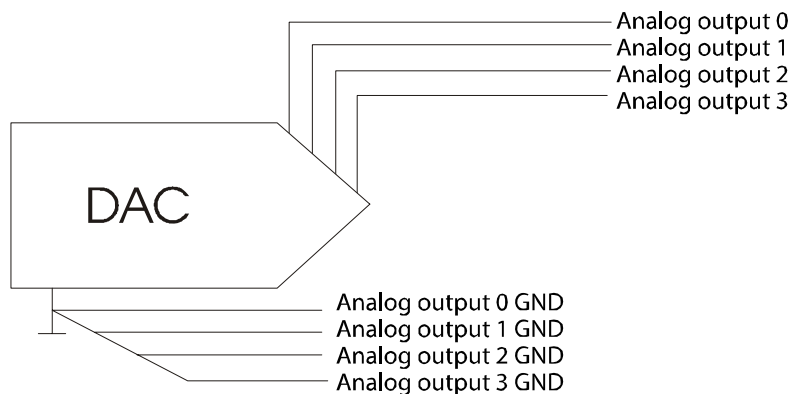 Analog output 0
Analog output 1
Analog output 2
Analog output 3
DAC
Analog output 0 GND
Analog output 1 GND
Analog output 2 GND
Analog output 3 GND